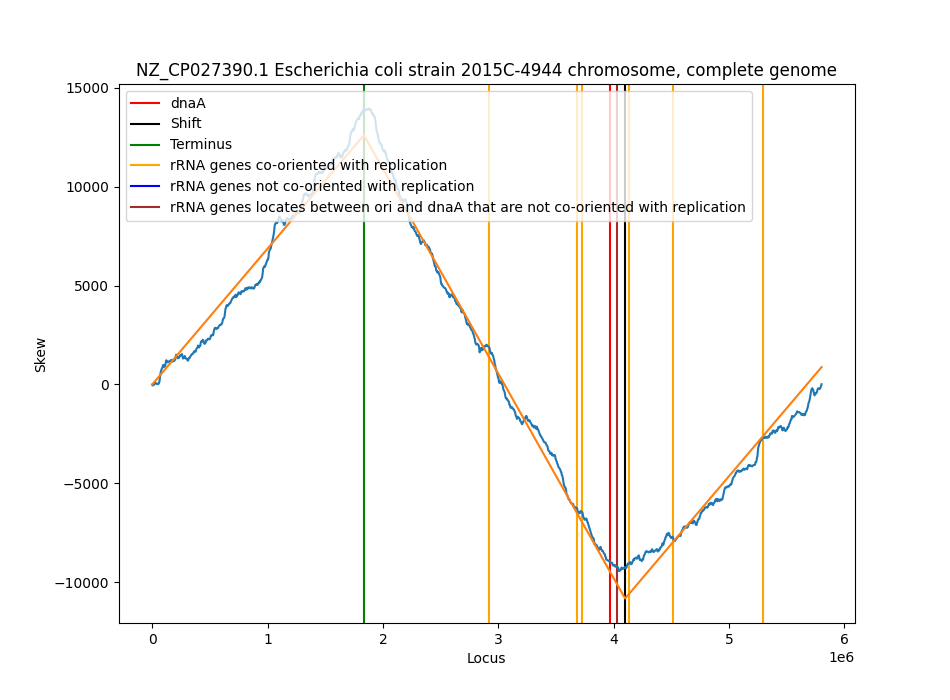 NZ_CP027390.1 Escherichia coli strain 2015C-4944 chromosome, complete genome
dnaA
Shift
Terminus
rRNA genes co-oriented with replication
rRNA genes not co-oriented with replication
rRNA genes locates between ori and dnaA that are not co-oriented with replication
15000
10000
5000
0
−5000
−10000
Skew
0 1 2 3 4 5 6
1e6
Locus